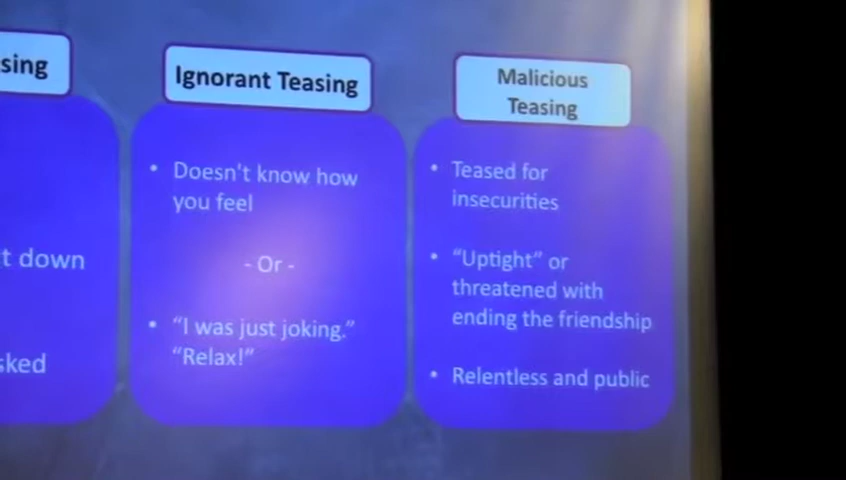 sing
t down
sked
Ignorant Teasing
• Doesn't know how
you feel
- Or -
• “I was just joking.”
“Relax!”
Malicious
Teasing
• Teased for
insecurities
• “Uptight” or
threatened with
ending the friendship
• Relentless and public